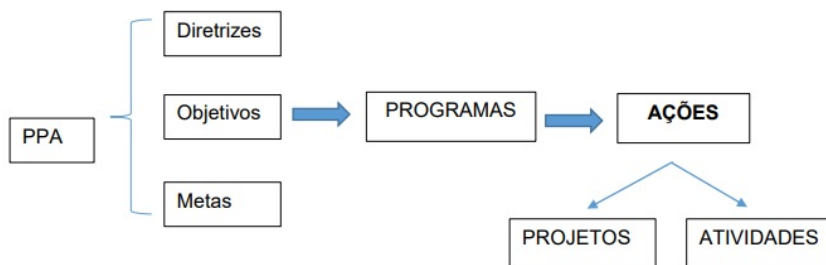 Diretrizes
PPA
Objetivos
Metas
PROGRAMAS
AÇÕES
PROJETOS
ATIVIDADES